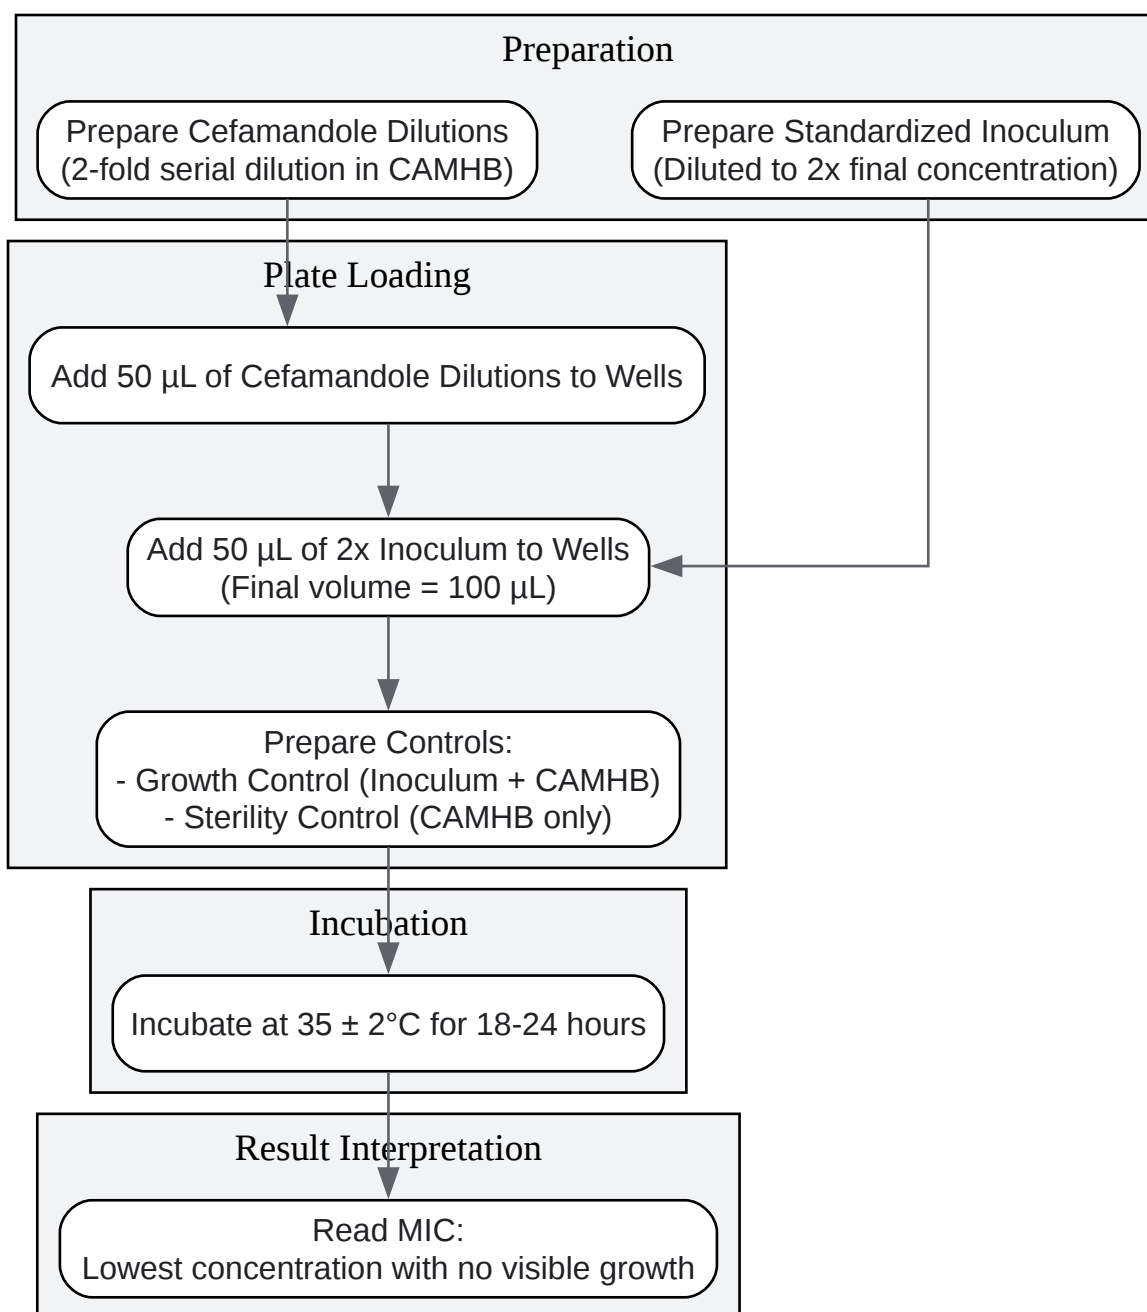 Preparation
Prepare Cefamandole Dilutions
(2-fold serial dilution in CAMHB)
Prepare Standardized Inoculum
(Diluted to 2x final concentration)
Plate Loading
Add 50 µL of Cefamandole Dilutions to Wells
Add 50 µL of 2x Inoculum to Wells
(Final volume = 100 µL)
Prepare Controls:
- Growth Control (Inoculum + CAMHB)
- Sterility Control (CAMHB only)
Incubation
Incubate at 35 ± 2°C for 18-24 hours
Result Interpretation
Read MIC:
Lowest concentration with no visible growth